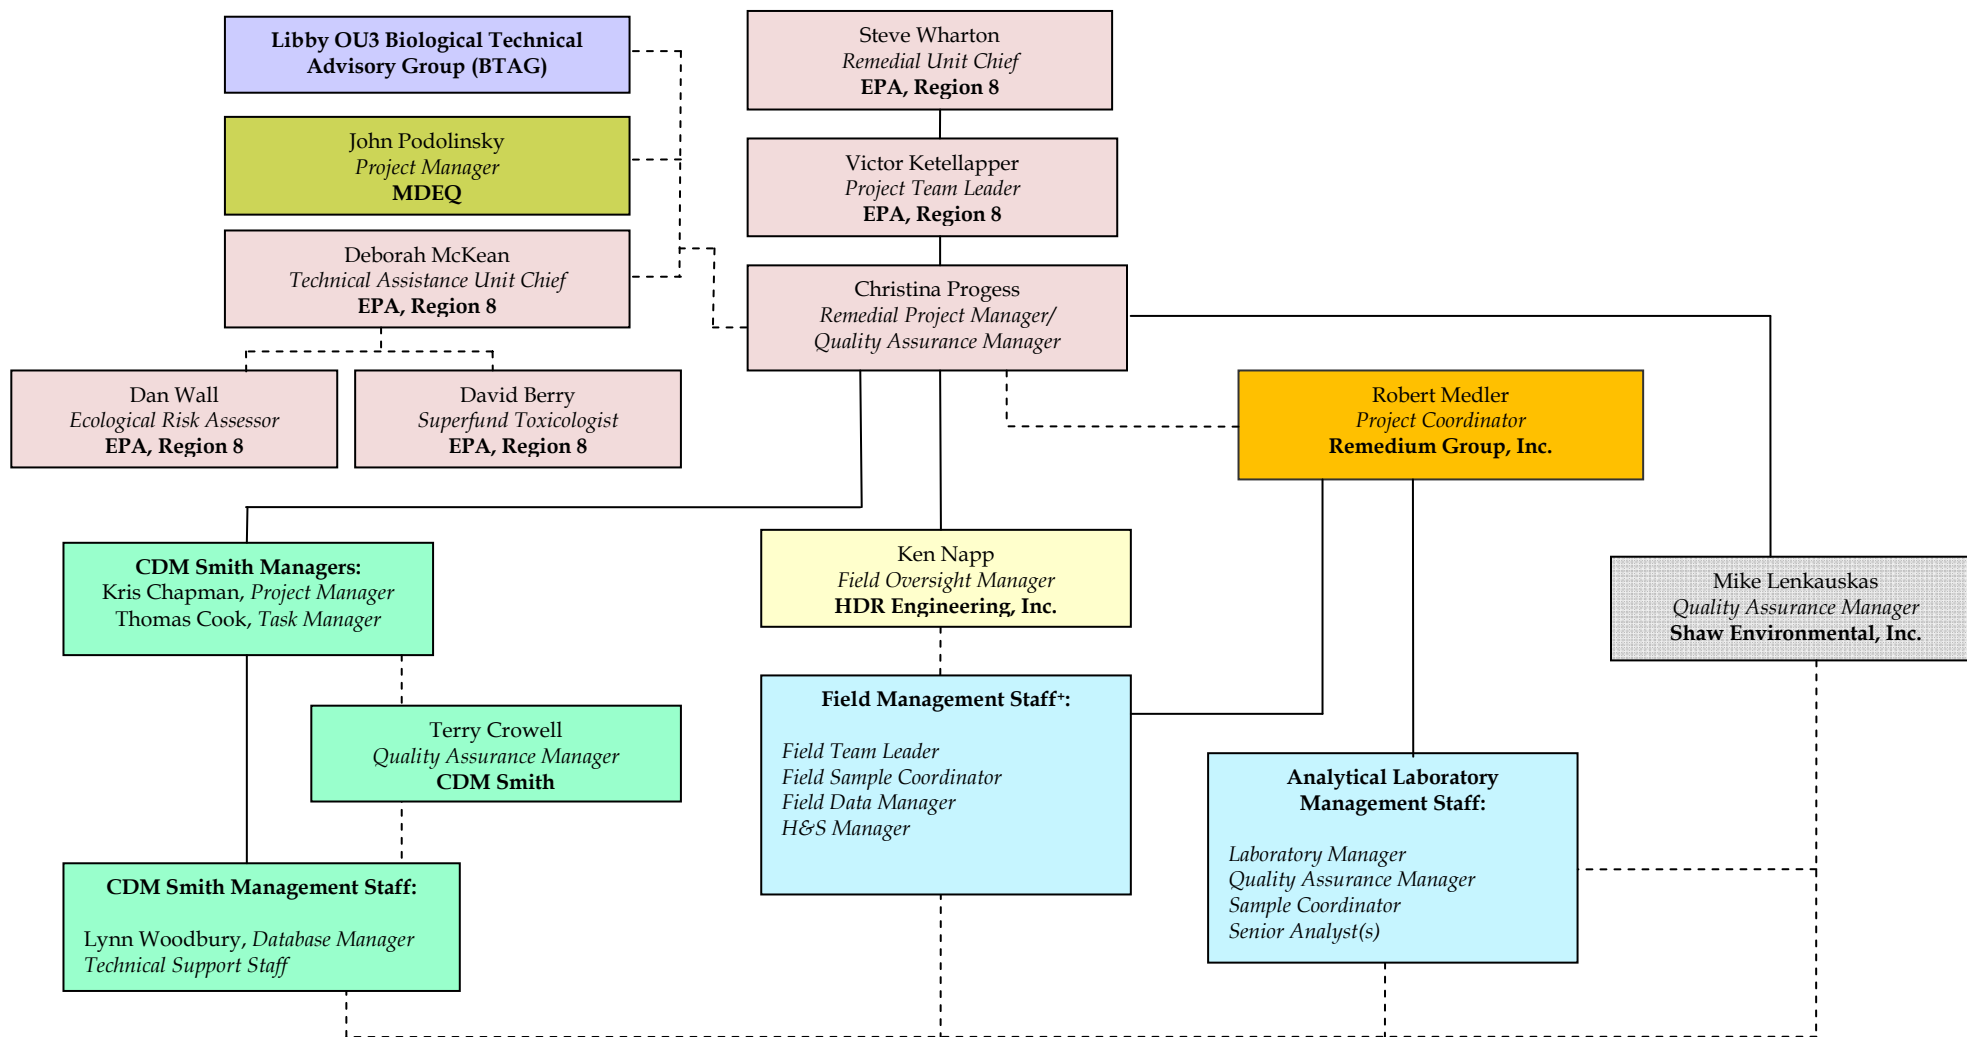 Libby OU3 Biological Technical
Advisory Group (BTAG)
Steve Wharton
Remedial Unit Chief
EPA, Region 8
John Podolinsky
Project Manager
MDEQ
Victor Ketellapper
Project Team Leader
EPA, Region 8
Deborah McKean
Technical Assistance Unit Chief
EPA, Region 8
Christina Progess
Remedial Project Manager/
Quality Assurance Manager
Dan Wall
Ecological Risk Assessor
EPA, Region 8
David Berry
Superfund Toxicologist
EPA, Region 8
Robert Medler
Project Coordinator
Remedium Group, Inc.
CDM Smith Managers:
Kris Chapman, Project Manager
Thomas Cook, Task Manager
Ken Napp
Field Oversight Manager
HDR Engineering, Inc.
Mike Lenkauskas
Quality Assurance Manager
Shaw Environmental, Inc.
Terry Crowell
Quality Assurance Manager
CDM Smith
Field Management Staff⁺:
Field Team Leader
Field Sample Coordinator
Field Data Manager
H&S Manager
Analytical Laboratory
Management Staff:
Laboratory Manager
Quality Assurance Manager
Sample Coordinator
Senior Analyst(s)
CDM Smith Management Staff:
Lynn Woodbury, Database Manager
Technical Support Staff